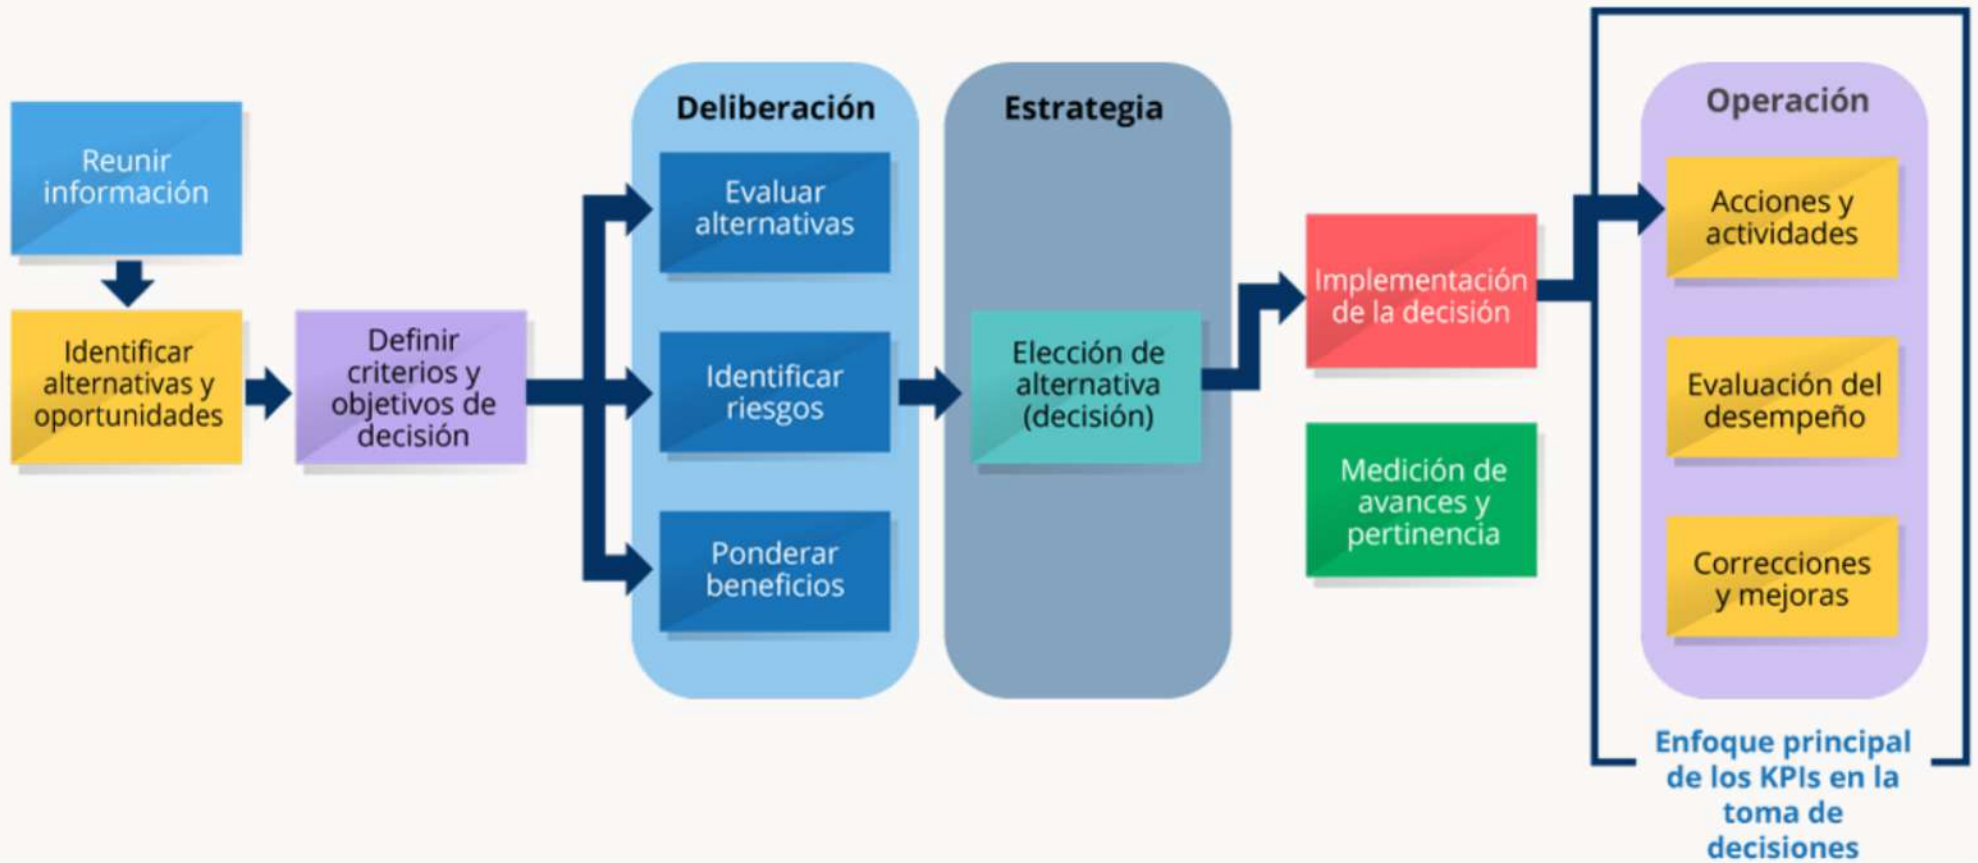 Reunir
información
Identificar
alternativas y
oportunidades
Definir
criterios y
objetivos de
decisión
Deliberación
Evaluar
alternativas
Identificar
riesgos
Ponderar
beneficios
Estrategia
Elección de
alternativa
(decisión)
Implementación
de la decisión
Medición de
avances y
pertinencia
Operación
Acciones y
actividades
Evaluación del
desempeño
Correcciones
y mejoras
Enfoque principal
de los KPIs en la
toma de
decisiones